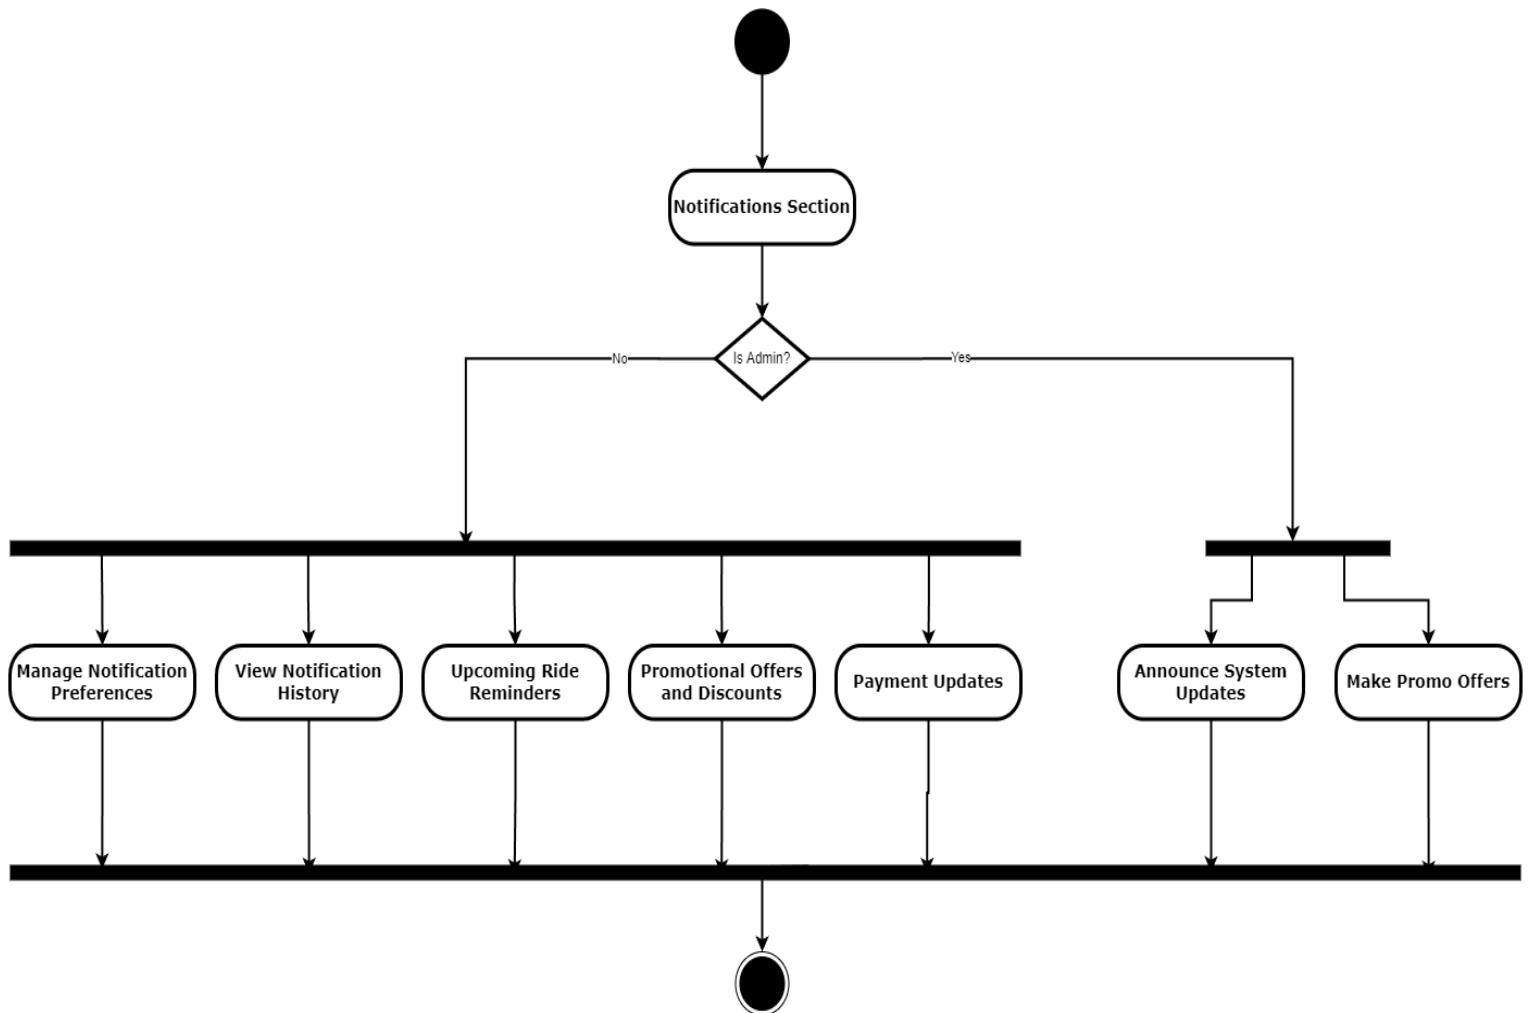 Notifications Section
Is Admin?
No
Yes
Manage Notification
Preferences
View Notification
History
Upcoming Ride
Reminders
Promotional Offers
and Discounts
Payment Updates
Announce System
Updates
Make Promo Offers